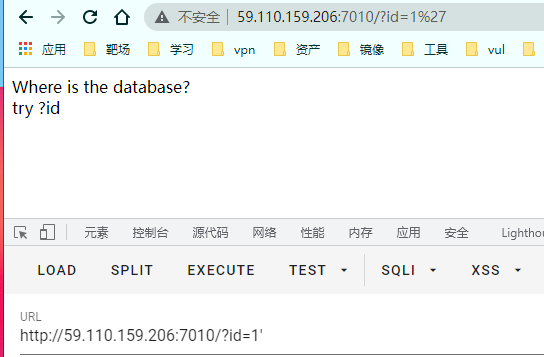 不安全 59.110.159.206:7010/?id=1%27
应用 靶场 学习 vpn 资产 镜像 工具 vul
Where is the database?
try ?id
元素 控制台 源代码 网络 性能 内存 应用 安全 Lightho
LOAD SPLIT EXECUTE TEST SQLI XSS
URL
http://59.110.159.206:7010/?id=1'